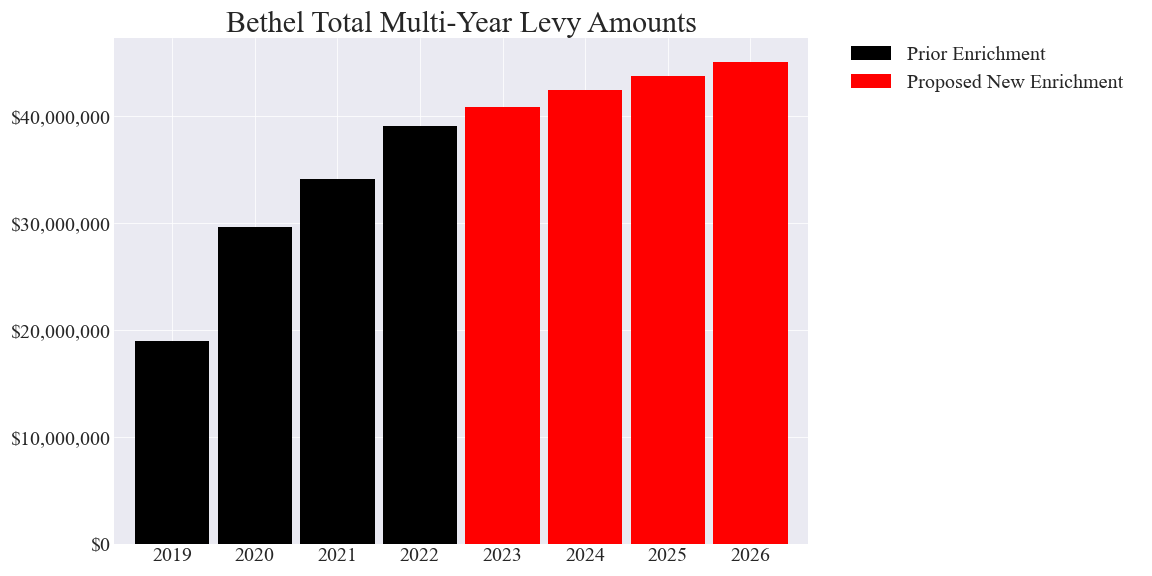 Bethel Total Multi-Year Levy Amounts
Prior Enrichment
Proposed New Enrichment
$40,000,000
$30,000,000
$20,000,000
$10,000,000
$0
2019 2020 2021 2022 2023 2024 2025 2026